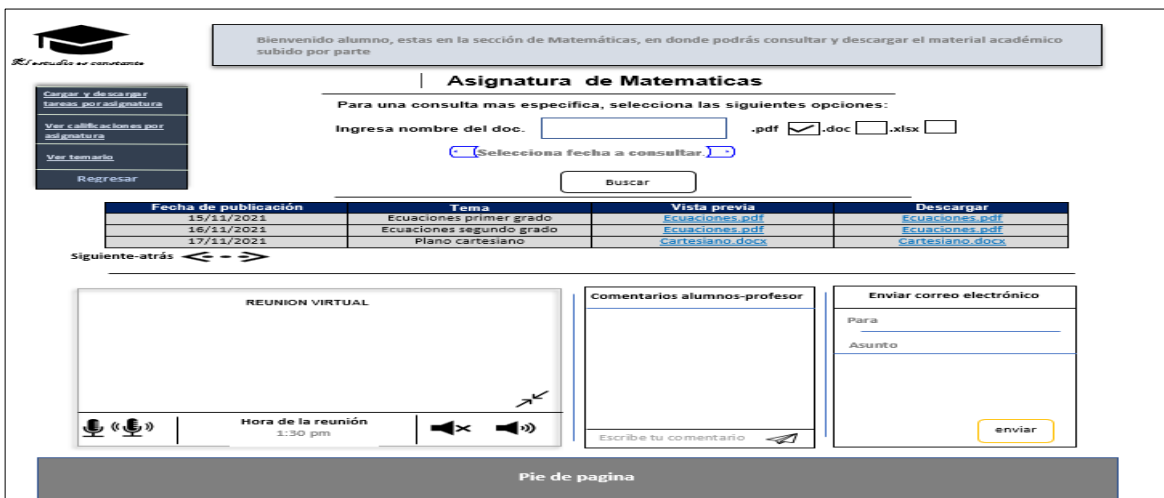 Bienvenido alumno, estas en la sección de Matemáticas, en donde podrás consultar y descargar el material académico
subido por parte
El estudio es constante
Asignatura de Matematicas
Cargar y descargar
tareas por asignatura
Ver calificaciones por
asignatura
Ver temario
Regresar
Para una consulta mas especifica, selecciona las siguientes opciones:
Ingresa nombre del doc. .pdf .doc .xlsx
(Selecciona fecha a consultar.)
Buscar
Fecha de publicación Tema Vista previa Descargar
15/11/2021 Ecuaciones primer grado Ecuaciones.pdf Ecuaciones.pdf
16/11/2021 Ecuaciones segundo grado Ecuaciones.pdf Ecuaciones.pdf
17/11/2021 Plano cartesiano Cartesiano.docx Cartesiano.docx
Siguiente-atrás
REUNION VIRTUAL
Hora de la reunión
1:30 pm
Comentarios alumnos-profesor
Escribe tu comentario
Enviar correo electrónico
Para
Asunto
enviar
Pie de pagina